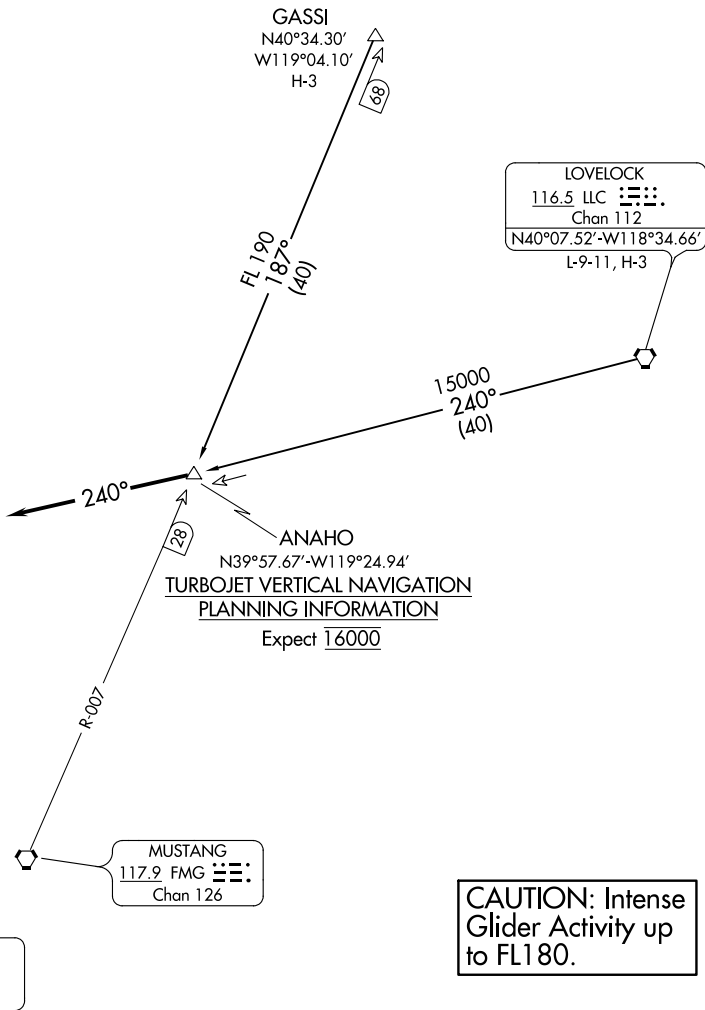 GASSI
N40°34.30′
W119°04.10′
H-3
68
LOVELOCK
116.5 LLC
Chan 112
N40°07.52′-W118°34.66′
L-9-11, H-3
FL 190
187°
(40)
15000
240°
(40)
240°
28
ANAHO
N39°57.67′-W119°24.94′
TURBOJET VERTICAL NAVIGATION
PLANNING INFORMATION
Expect 16000
R-007
MUSTANG
117.9 FMG
Chan 126
CAUTION: Intense
Glider Activity up
to FL180.